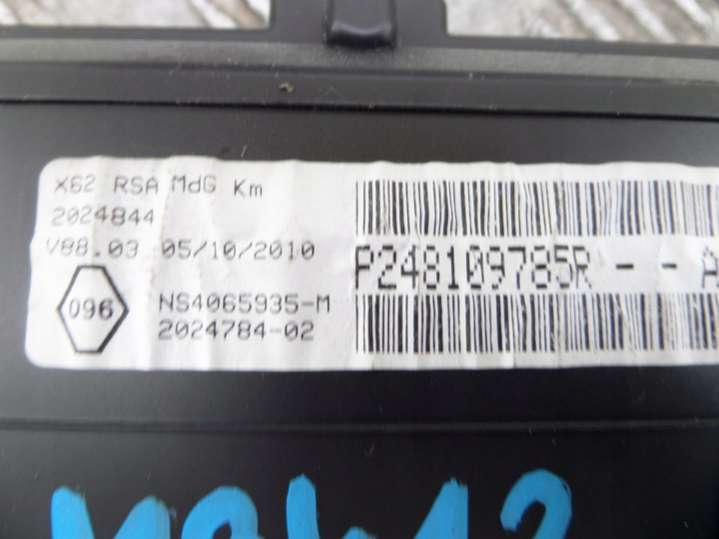 X62 RSA MdG Km
2024844
V88.03 05/10/2010
096
NS4065935-M
2024784-02
P248109785R - - A